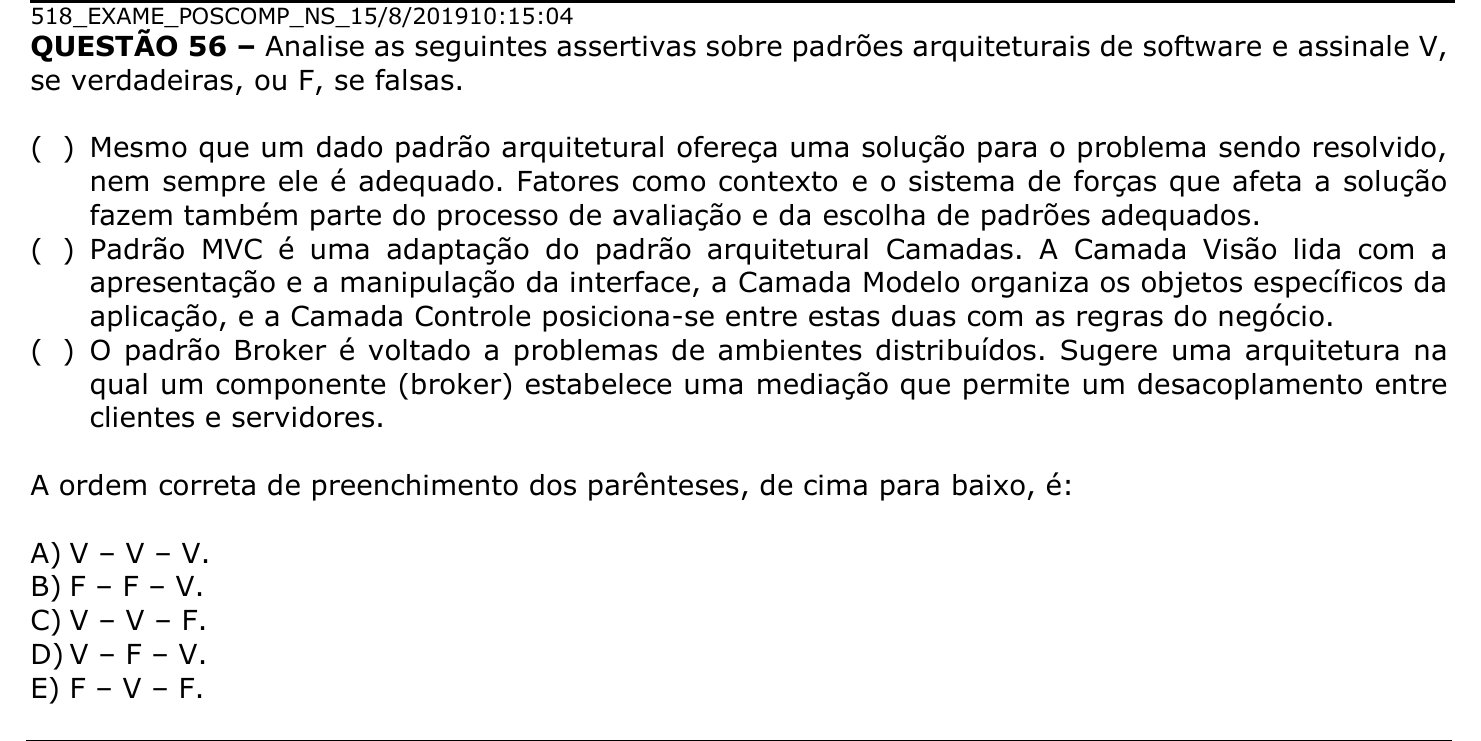 518_EXAME_POSCOMP_NS_15/8/201910:15:04
QUESTÃO 56 – Analise as seguintes assertivas sobre padrões arquiteturais de software e assinale V,
se verdadeiras, ou F, se falsas.
( ) Mesmo que um dado padrão arquitetural ofereça uma solução para o problema sendo resolvido,
nem sempre ele é adequado. Fatores como contexto e o sistema de forças que afeta a solução
fazem também parte do processo de avaliação e da escolha de padrões adequados.
( ) Padrão MVC é uma adaptação do padrão arquitetural Camadas. A Camada Visão lida com a
apresentação e a manipulação da interface, a Camada Modelo organiza os objetos específicos da
aplicação, e a Camada Controle posiciona-se entre estas duas com as regras do negócio.
( ) O padrão Broker é voltado a problemas de ambientes distribuídos. Sugere uma arquitetura na
qual um componente (broker) estabelece uma mediação que permite um desacoplamento entre
clientes e servidores.
A ordem correta de preenchimento dos parênteses, de cima para baixo, é:
A) V – V – V.
B) F – F – V.
C) V – V – F.
D) V – F – V.
E) F – V – F.